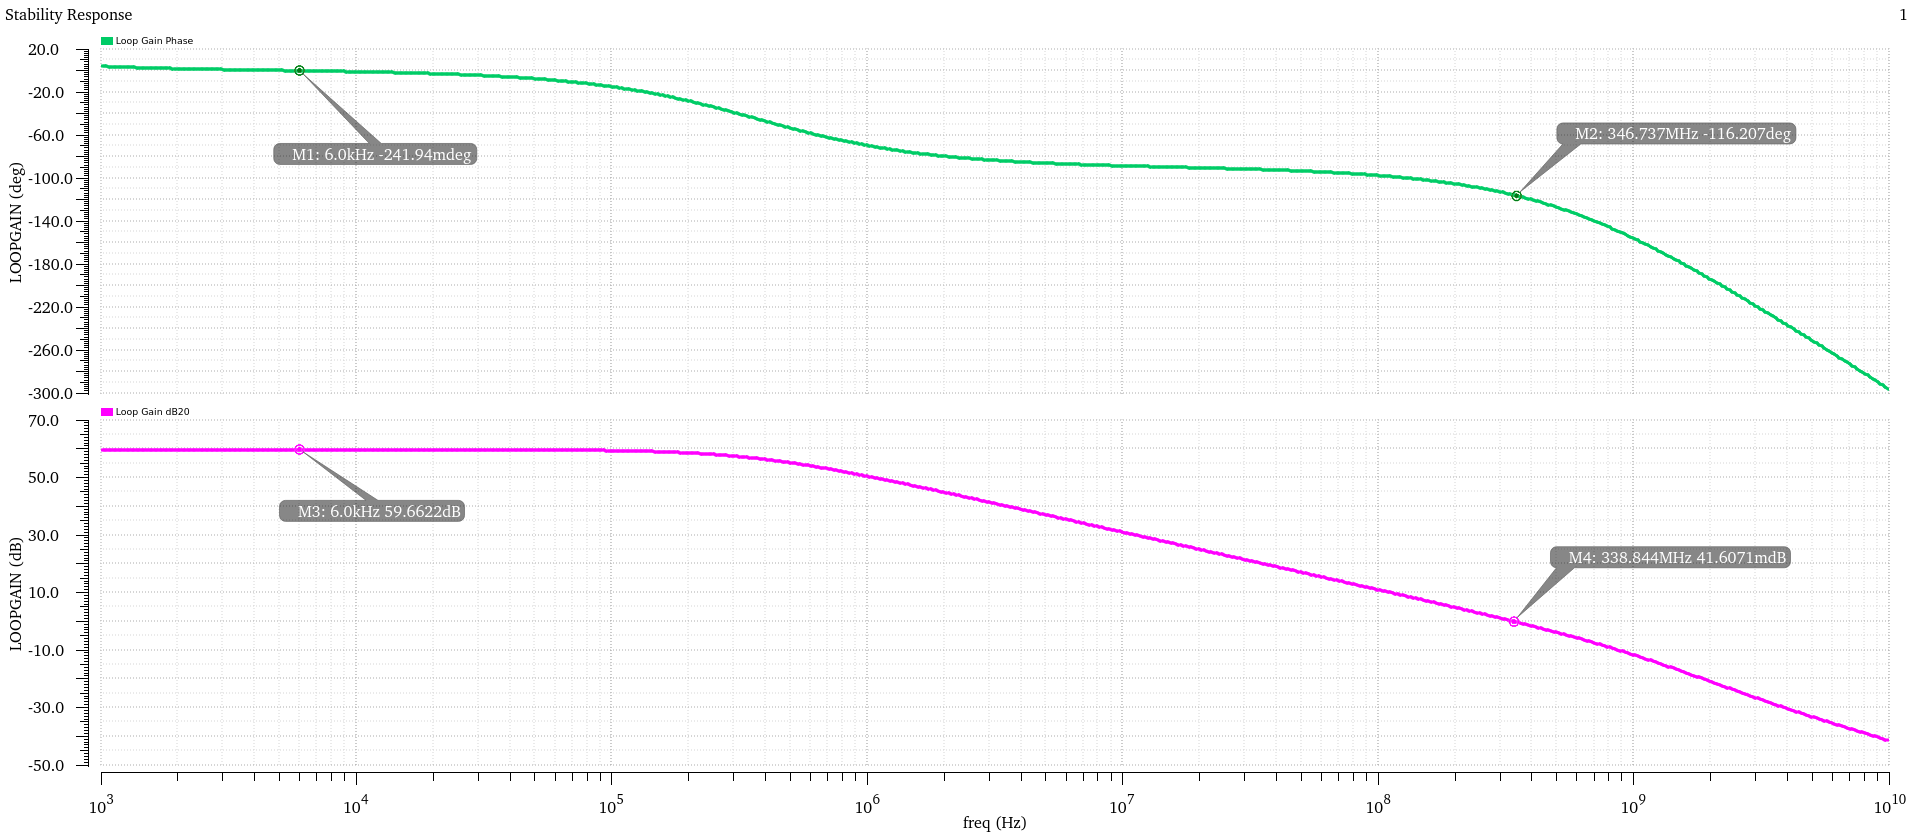 Stability Response
1
Loop Gain Phase
20.0
-20.0
-60.0
-100.0
-140.0
-180.0
-220.0
-260.0
-300.0
LOOPGAIN (deg)
M1: 6.0kHz -241.94mdeg
M2: 346.737MHz -116.207deg
Loop Gain dB20
70.0
50.0
30.0
10.0
-10.0
-30.0
-50.0
LOOPGAIN (dB)
M3: 6.0kHz 59.6622dB
M4: 338.844MHz 41.6071mdB
10³ 10⁴ 10⁵ 10⁶ 10⁷ 10⁸ 10⁹ 10¹⁰
freq (Hz)